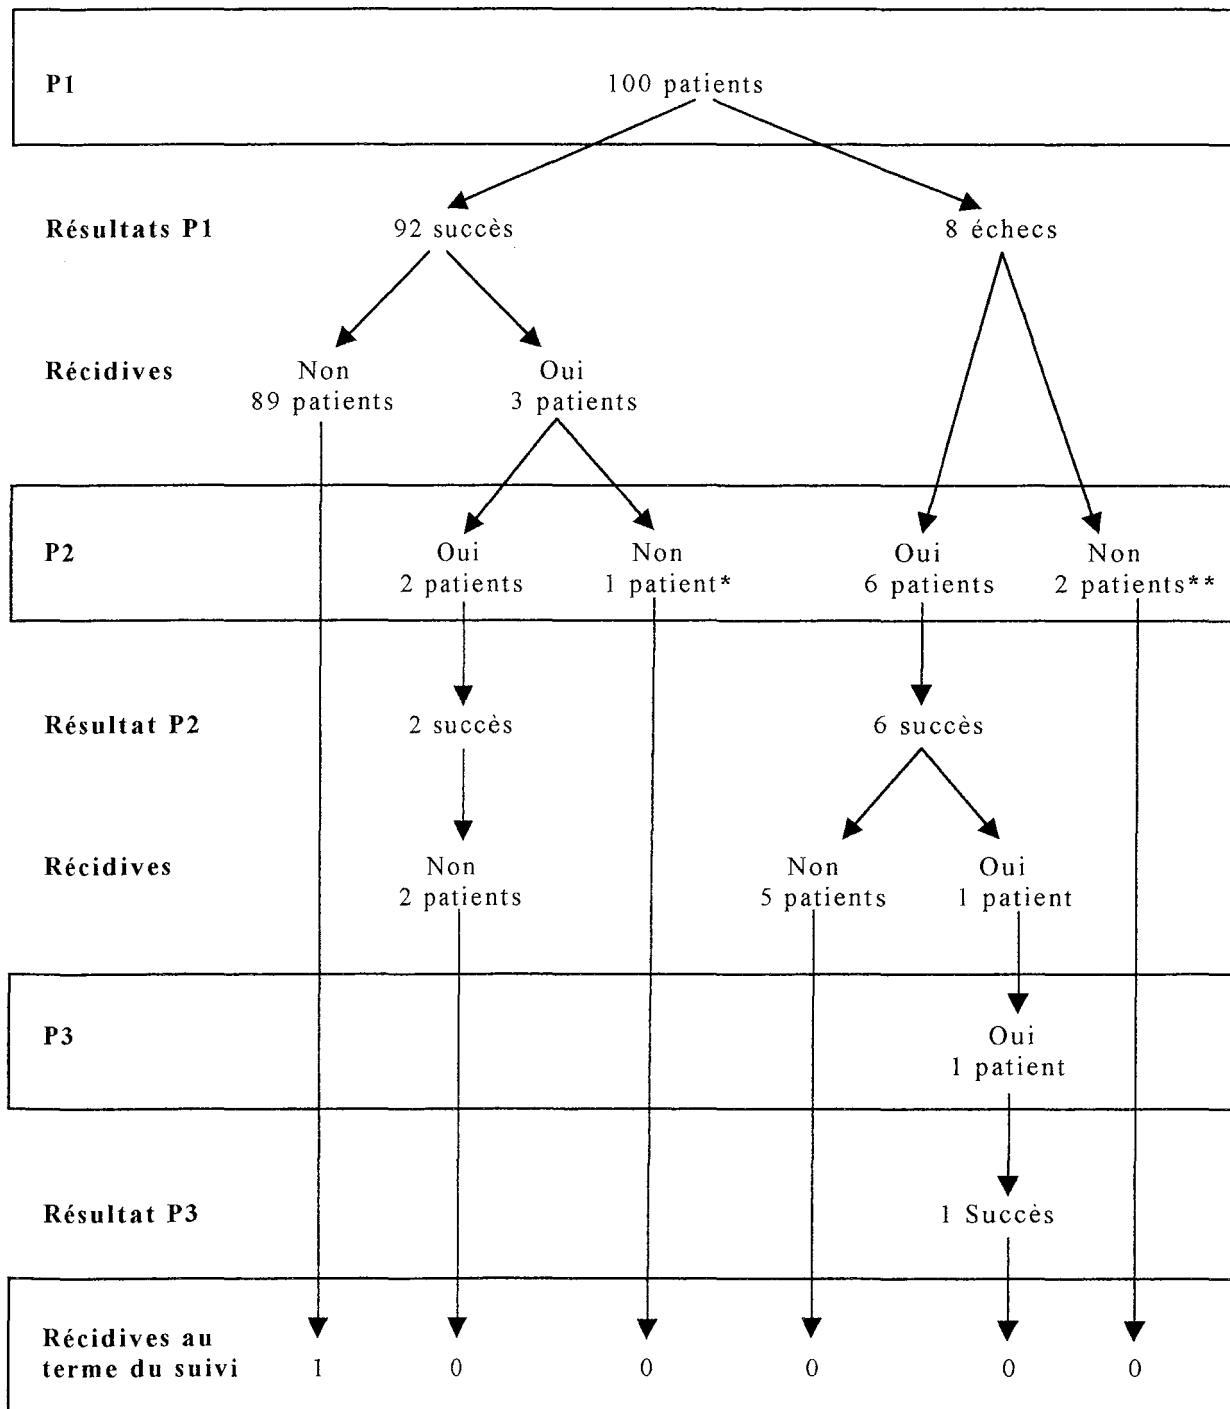 P1
100 patients
Résultats P1
92 succès
8 échecs
Récidives
Non
89 patients
Oui
3 patients
P2
Oui
2 patients
Non
1 patient*
Oui
6 patients
Non
2 patients**
Résultat P2
2 succès
6 succès
Récidives
Non
2 patients
Non
5 patients
Oui
1 patient
P3
Oui
1 patient
Résultat P3
1 Succès
Récidives au
terme du suivi
1
0
0
0
0
0